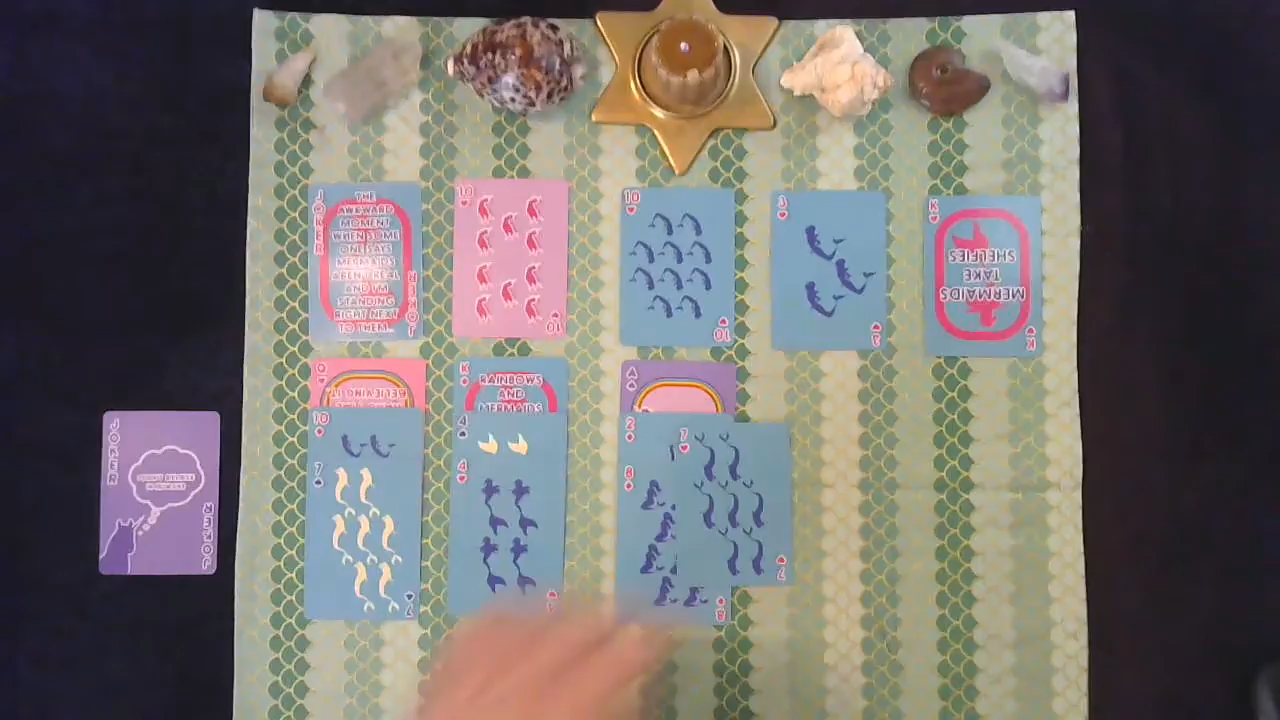 JOKER
THE
AWKWARD
MOMENT
WHEN SOME
ONE SAYS
MERMAIDS
AREN'T REAL
AND I'M
STANDING
RIGHT NEXT
TO THEM...
JOKER
10
10
10
10
3
3
K
MERMAIDS
TAKE
SHELFIES
K
Q
BELIEVING IT
K
RAINBOWS
AND
MERMAIDS
A
10
7
7
4
4
2
8
8
7
7
JOKER
JOKER